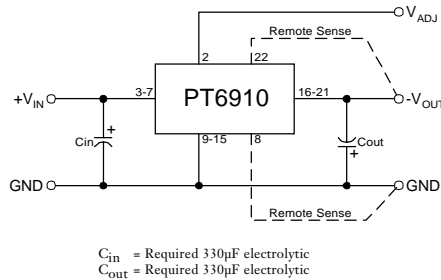 V_ADJ
Remote Sense
2 22
+V_IN 3-7 PT6910 16-21 -V_OUT
+
Cin
9-15 8
Cout
+
GND GND
Remote Sense
C_in = Required 330µF electrolytic
C_out = Required 330µF electrolytic